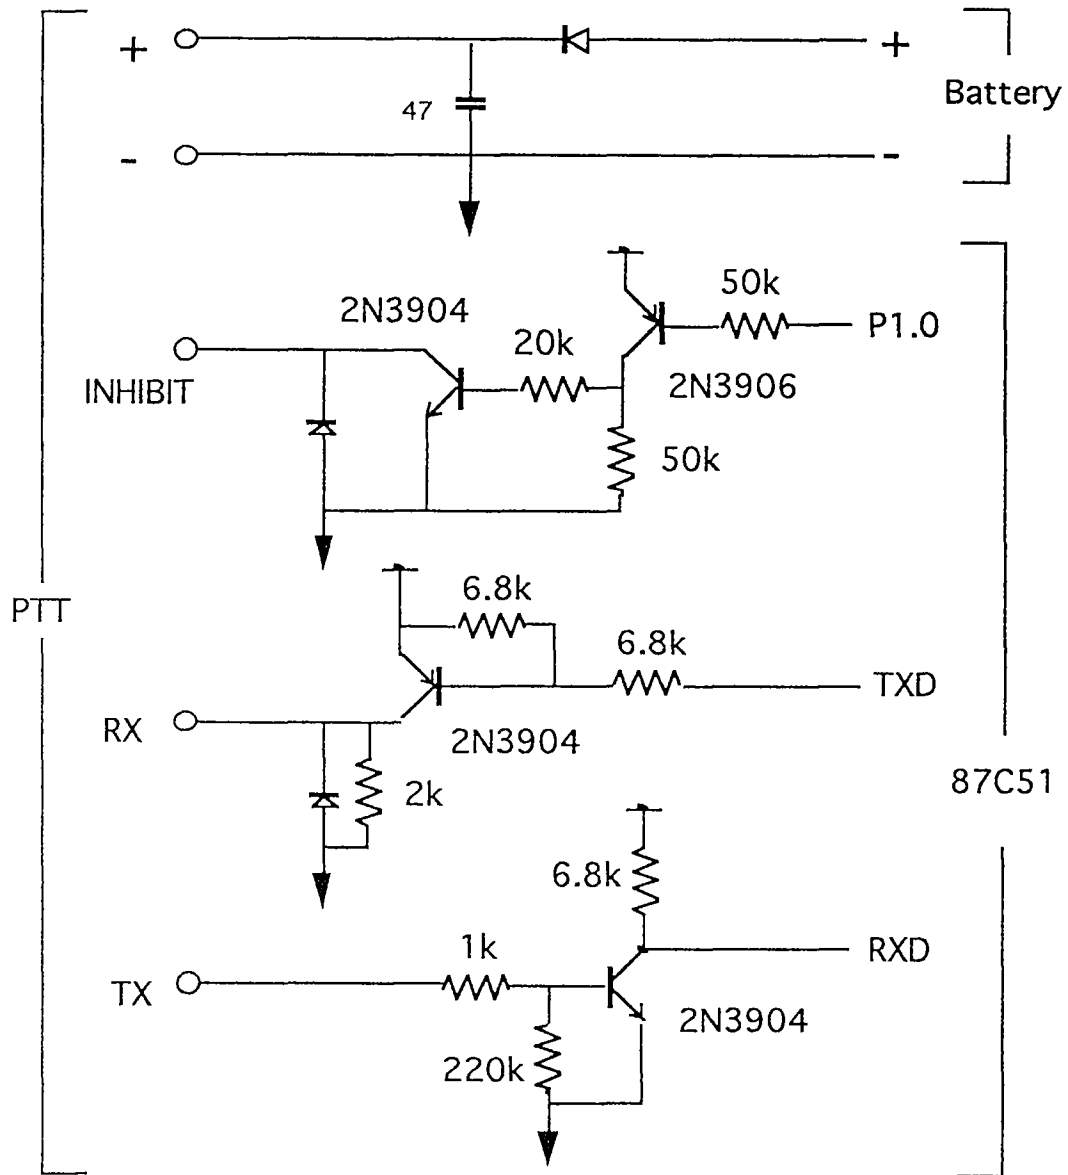 +
+
47
Battery
-
-
50k
2N3904
P1.0
20k
INHIBIT
2N3906
50k
6.8k
PTT
6.8k
TXD
RX
2N3904
2k
87C51
6.8k
1k
RXD
TX
2N3904
220k